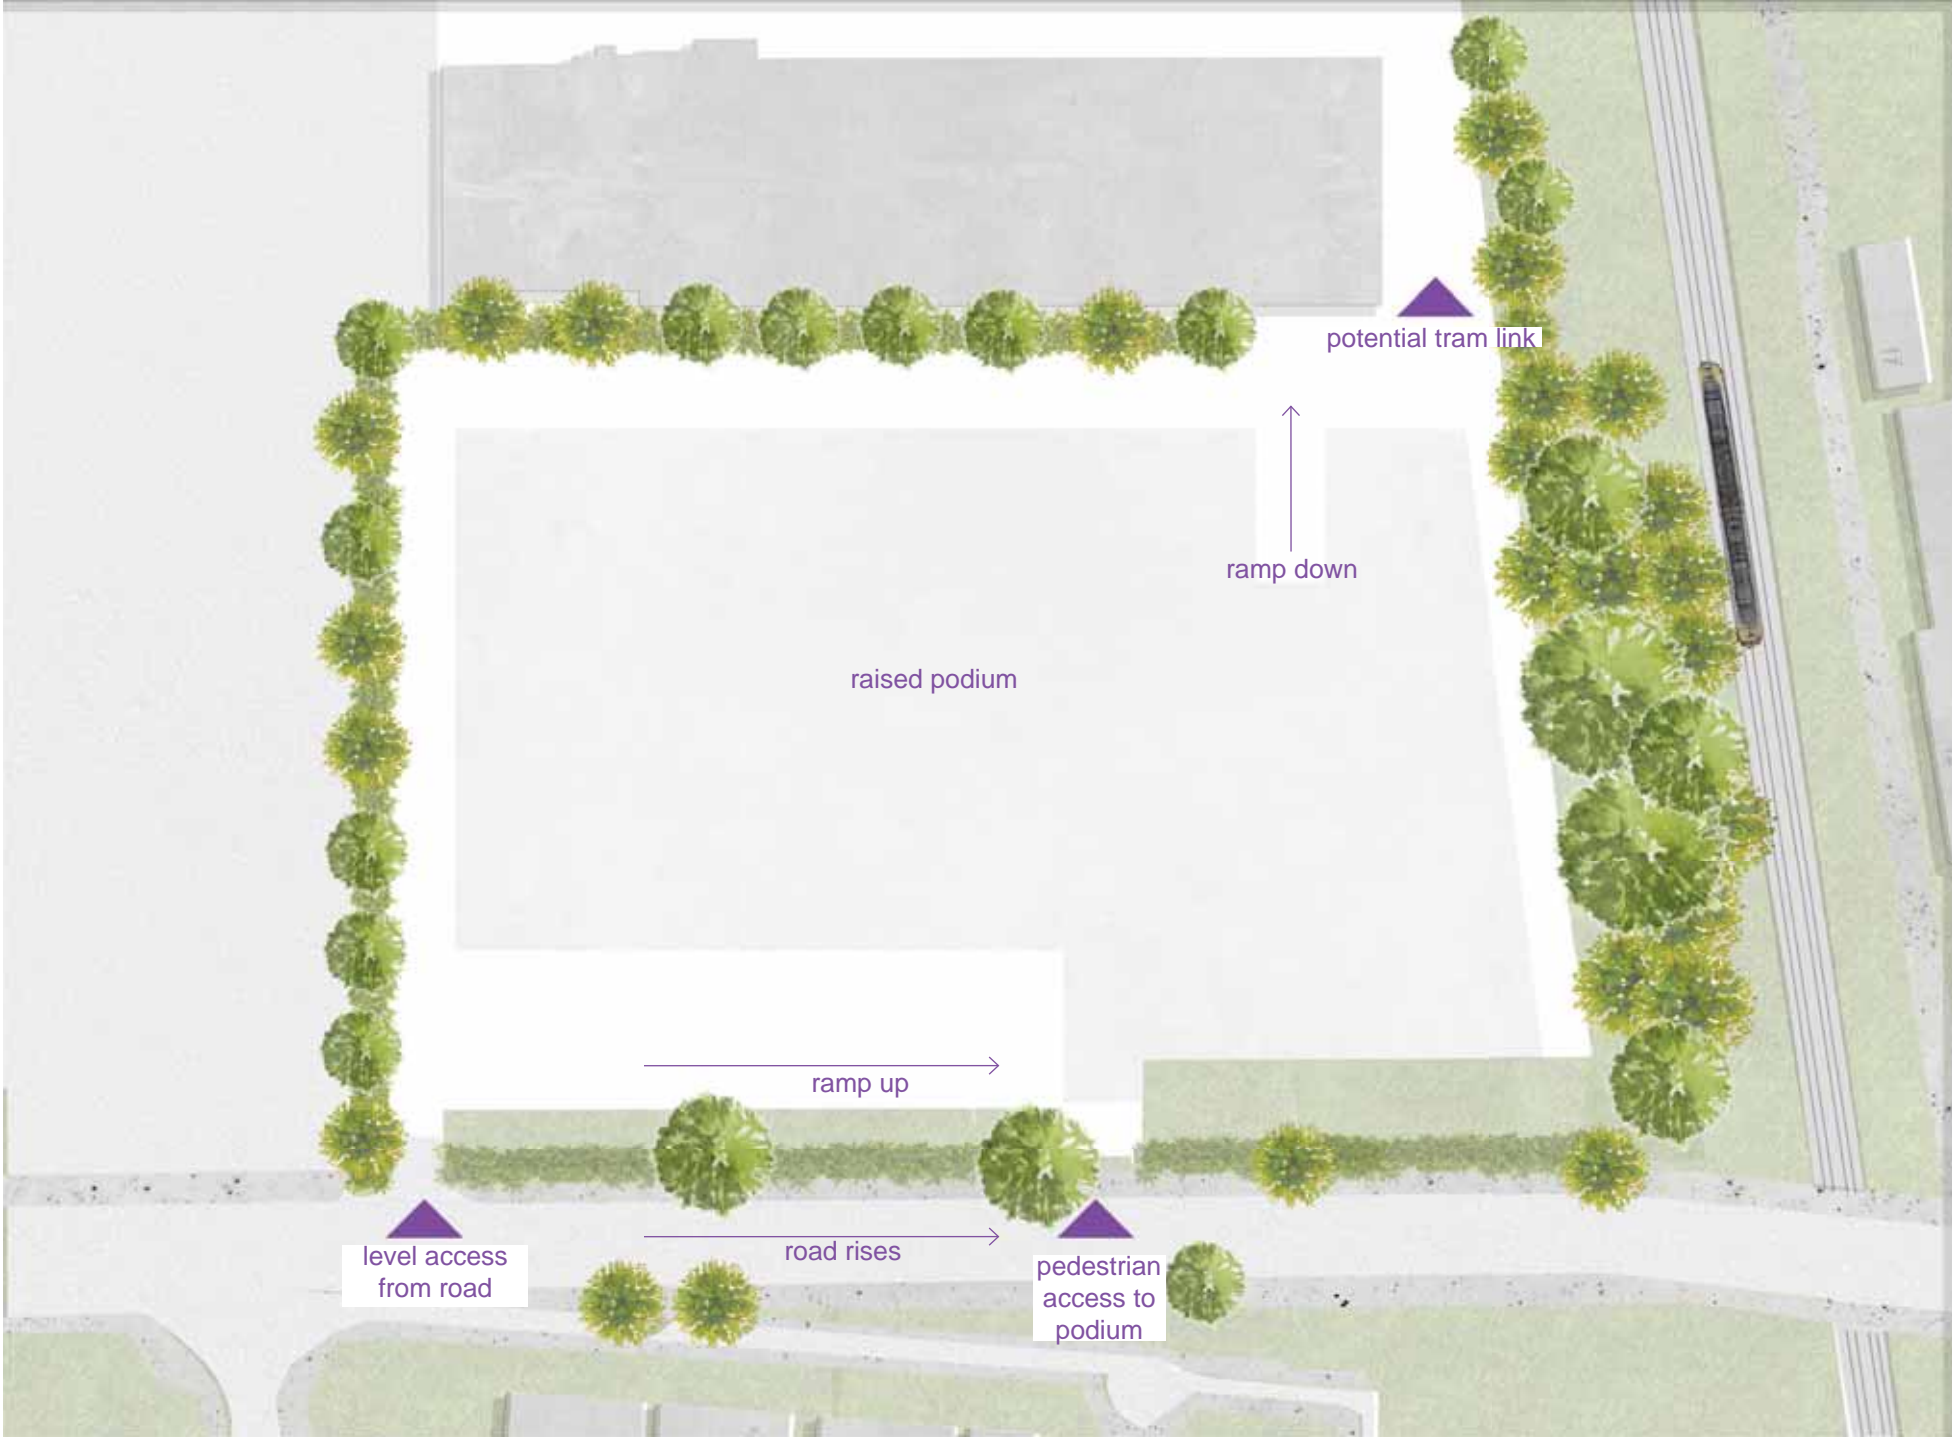 potential tram link
ramp down
raised podium
ramp up
level access
from road
road rises
pedestrian
access to
podium